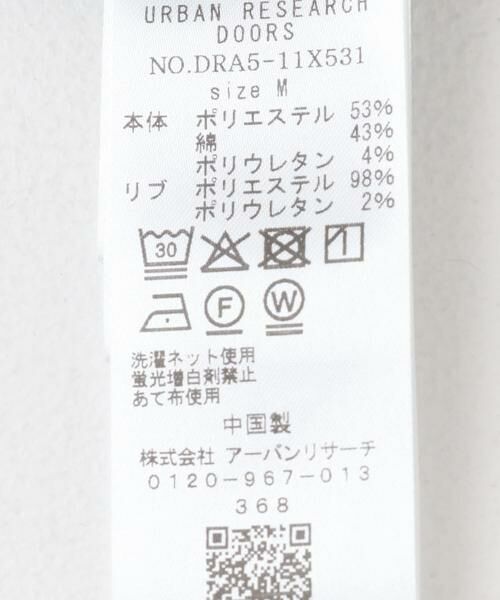 URBAN RESEARCH
DOORS
NO.DRA5-11X531
size M
本体 ポリエステル 53%
綿 43%
ポリウレタン 4%
リブ ポリエステル 98%
ポリウレタン 2%
30
F W
洗濯ネット使用
蛍光増白剤禁止
あて布使用
中国製
株式会社 アーバンリサーチ
0120-967-013
368